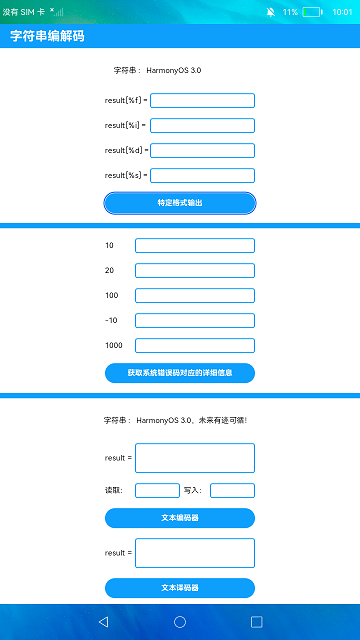 没有 SIM 卡 11% 10:01
字符串编解码
字符串： HarmonyOS 3.0
result[%f] =
result[%i] =
result[%d] =
result[%s] =
特定格式输出
10
20
100
-10
1000
获取系统错误码对应的详细信息
字符串： HarmonyOS 3.0，未来有迹可循！
result =
读取： 写入：
文本编码器
result =
文本译码器